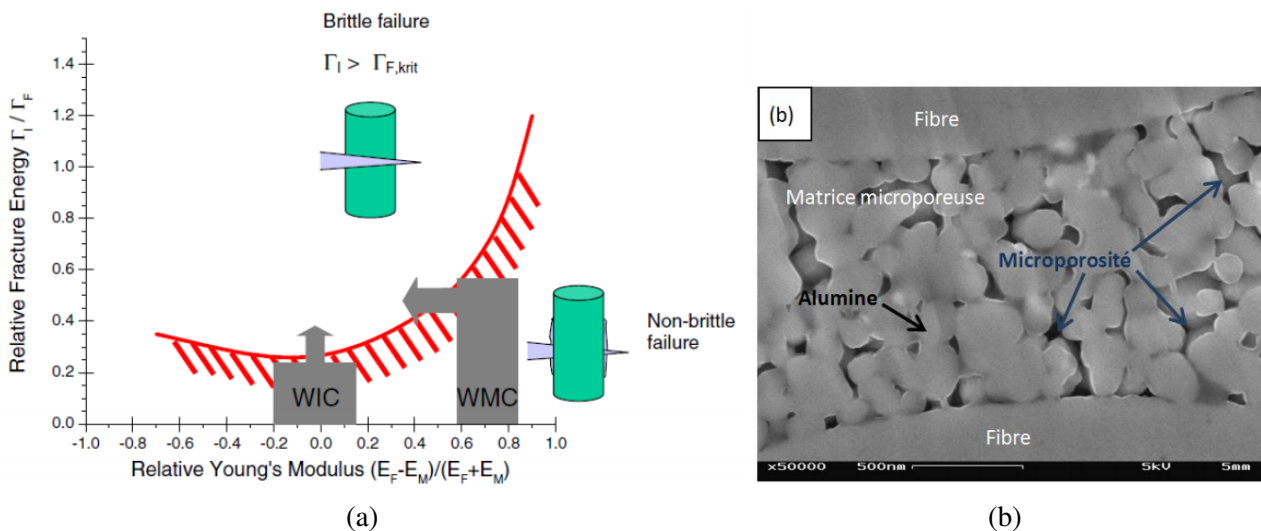 Brittle failure
Γ_I > Γ_F,krit
Relative Fracture Energy Γ_I / Γ_F
1.4
1.2
1.0
0.8
0.6
0.4
0.2
0.0
WIC
WMC
Non-brittle
failure
-1.0 -0.8 -0.6 -0.4 -0.2 0.0 0.2 0.4 0.6 0.8 1.0
Relative Young's Modulus (E_F-E_M)/(E_F+E_M)
(a)
(b)
Fibre
Matrice microporeuse
Microporosité
Alumine
Fibre
x50000 500nm 5kV 5mm
(b)